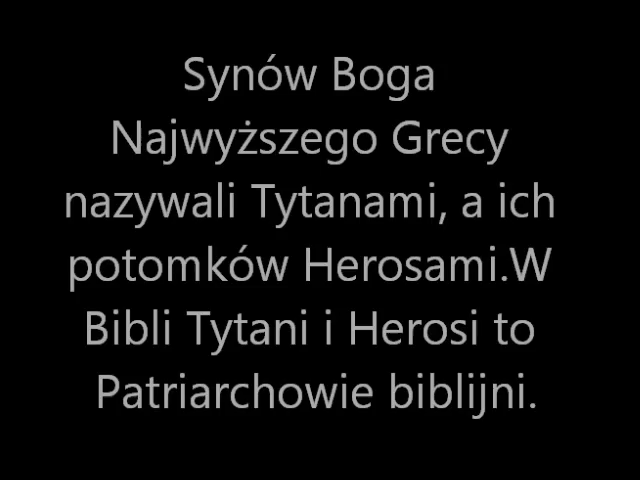 Synów Boga
Najwyższego Grecy
nazywali Tytanami, a ich
potomków Herosami.W
Bibli Tytani i Herosi to
Patriarchowie biblijni.